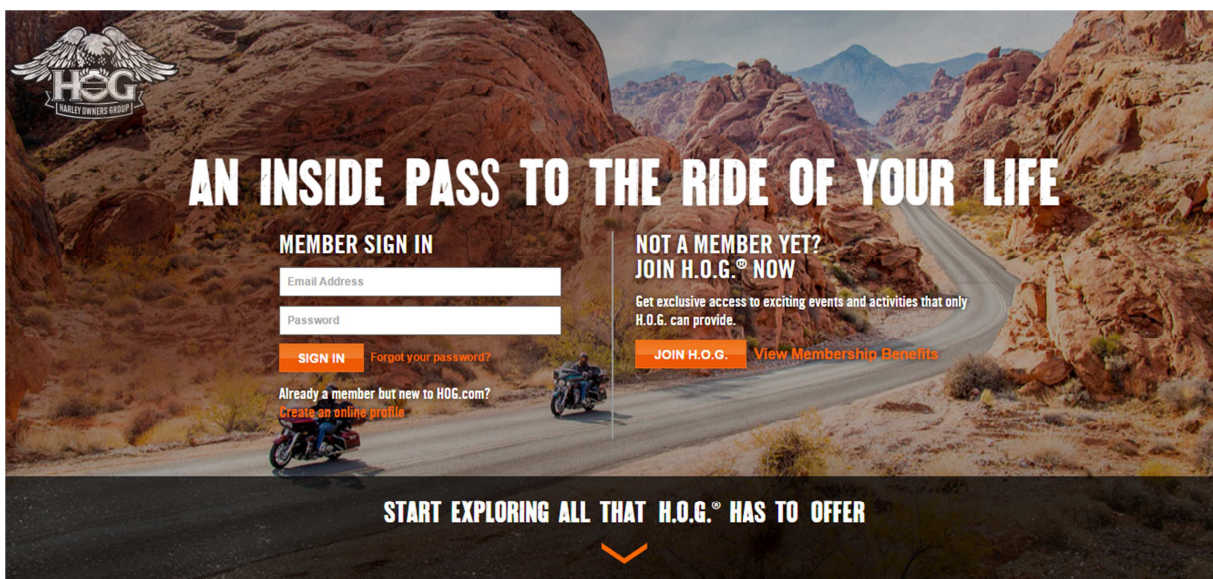 HOG
HARLEY OWNERS GROUP
AN INSIDE PASS TO THE RIDE OF YOUR LIFE
MEMBER SIGN IN
Email Address
Password
SIGN IN Forgot your password?
Already a member but new to HOG.com?
Create an online profile
NOT A MEMBER YET?
JOIN H.O.G.® NOW
Get exclusive access to exciting events and activities that only
H.O.G. can provide.
JOIN H.O.G. View Membership Benefits
START EXPLORING ALL THAT H.O.G.® HAS TO OFFER